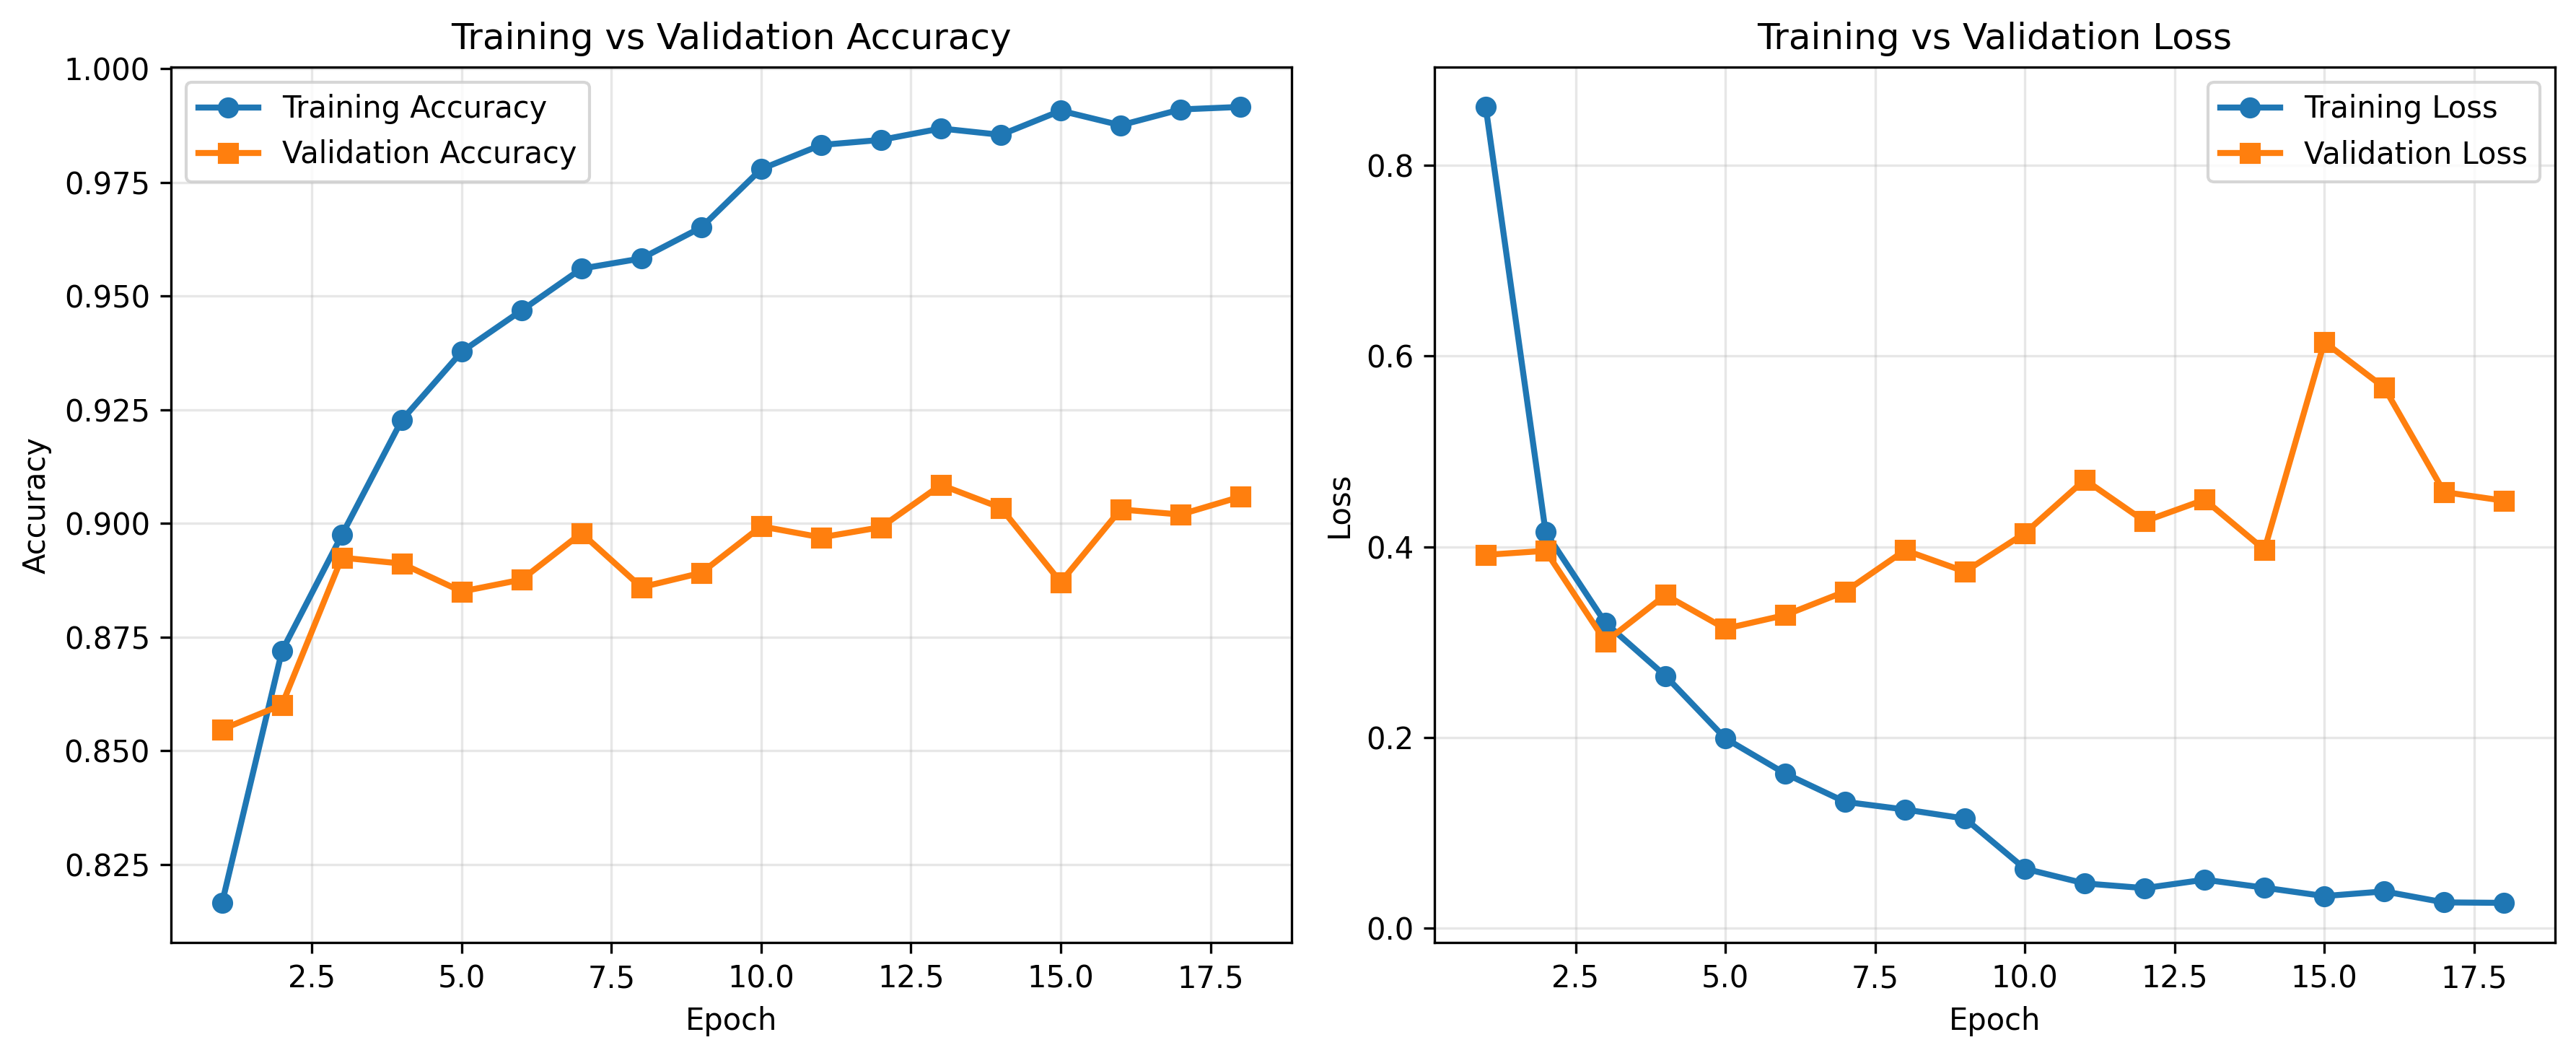 Training vs Validation Accuracy
Training Accuracy
Validation Accuracy
1.000
0.975
0.950
0.925
0.900
0.875
0.850
0.825
Accuracy
2.5 5.0 7.5 10.0 12.5 15.0 17.5
Epoch
Training vs Validation Loss
Training Loss
Validation Loss
0.8
0.6
0.4
0.2
0.0
Loss
2.5 5.0 7.5 10.0 12.5 15.0 17.5
Epoch